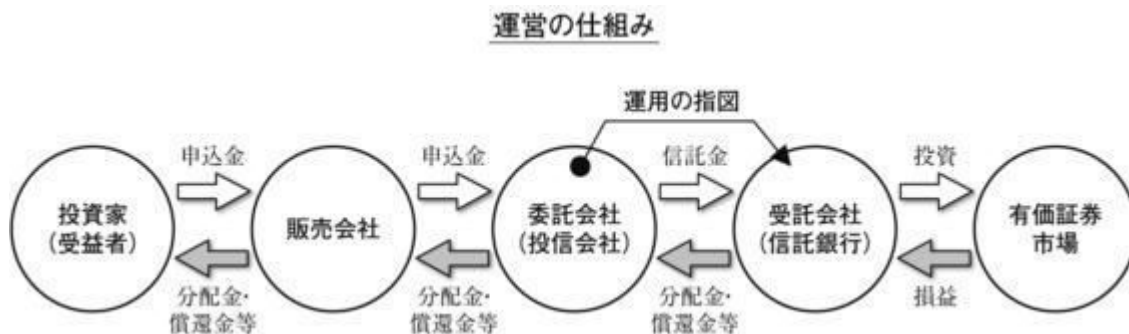 運営の仕組み
運用の指図
申込金
申込金
信託金
投資
投資家
（受益者）
販売会社
委託会社
（投信会社）
受託会社
（信託銀行）
有価証券
市場
分配金・
償還金等
分配金・
償還金等
分配金・
償還金等
損益